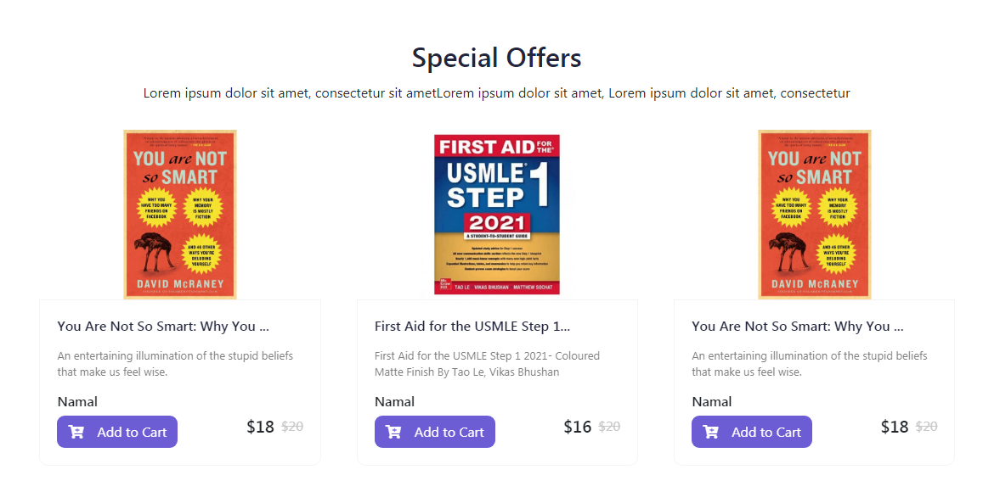 Special Offers
Lorem ipsum dolor sit amet, consectetur sit ametLorem ipsum dolor sit amet, Lorem ipsum dolor sit amet, consectetur
YOU are NOT
so SMART
WHY YOU
HAVE TOO MANY
FRIENDS ON
FACEBOOK
WHY YOUR
MEMORY
IS MOSTLY
FICTION
AND 46 OTHER
WAYS YOU'RE
DELUDING
YOURSELF
DAVID McRANEY
You Are Not So Smart: Why You ...
An entertaining illumination of the stupid beliefs
that make us feel wise.
Namal
Add to Cart
$18 $20
FIRST AID FOR THE®
USMLE®
STEP 1
2021
A STUDENT-TO-STUDENT GUIDE
TAO LE VIKAS BHUSHAN MATTHEW SOCHAT
First Aid for the USMLE Step 1...
First Aid for the USMLE Step 1 2021- Coloured
Matte Finish By Tao Le, Vikas Bhushan
Namal
Add to Cart
$16 $20
YOU are NOT
so SMART
WHY YOU
HAVE TOO MANY
FRIENDS ON
FACEBOOK
WHY YOUR
MEMORY
IS MOSTLY
FICTION
AND 46 OTHER
WAYS YOU'RE
DELUDING
YOURSELF
DAVID McRANEY
You Are Not So Smart: Why You ...
An entertaining illumination of the stupid beliefs
that make us feel wise.
Namal
Add to Cart
$18 $20